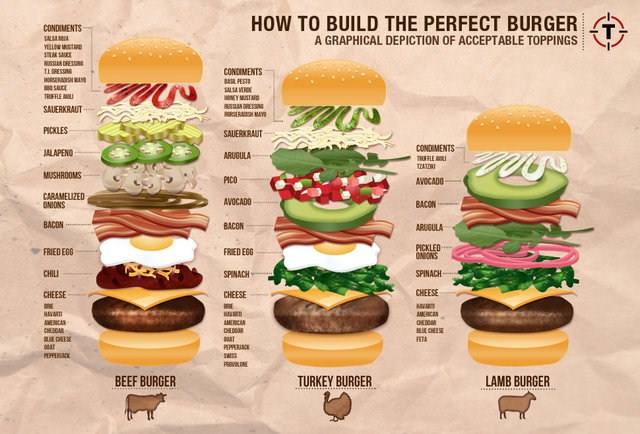 HOW TO BUILD THE PERFECT BURGER
A GRAPHICAL DEPICTION OF ACCEPTABLE TOPPINGS
T
CONDIMENTS
SALSA ROJA
YELLOW MUSTARD
STEAK SAUCE
RUSSIAN DRESSING
T.I. DRESSING
HORSERADISH MAYO
BBQ SAUCE
TRUFFLE AIOLI
SAUERKRAUT
PICKLES
JALAPENO
MUSHROOMS
CARAMELIZED
ONIONS
BACON
FRIED EGG
CHILI
CHEESE
BRIE
HAVARTI
AMERICAN
CHEDDAR
BLUE CHEESE
GOAT
PEPPERJACK
BEEF BURGER
CONDIMENTS
BASIL PESTO
SALSA VERDE
HONEY MUSTARD
RUSSIAN DRESSING
HORSERADISH MAYO
SAUERKRAUT
ARUGULA
PICO
AVOCADO
BACON
FRIED EGG
SPINACH
CHEESE
BRIE
HAVARTI
AMERICAN
CHEDDAR
GOAT
PEPPERJACK
SWISS
PROVOLONE
TURKEY BURGER
CONDIMENTS
TRUFFLE AIOLI
TZATZIKI
AVOCADO
BACON
ARUGULA
PICKLED
ONIONS
SPINACH
CHEESE
BRIE
HAVARTI
AMERICAN
CHEDDAR
BLUE CHEESE
FETA
LAMB BURGER